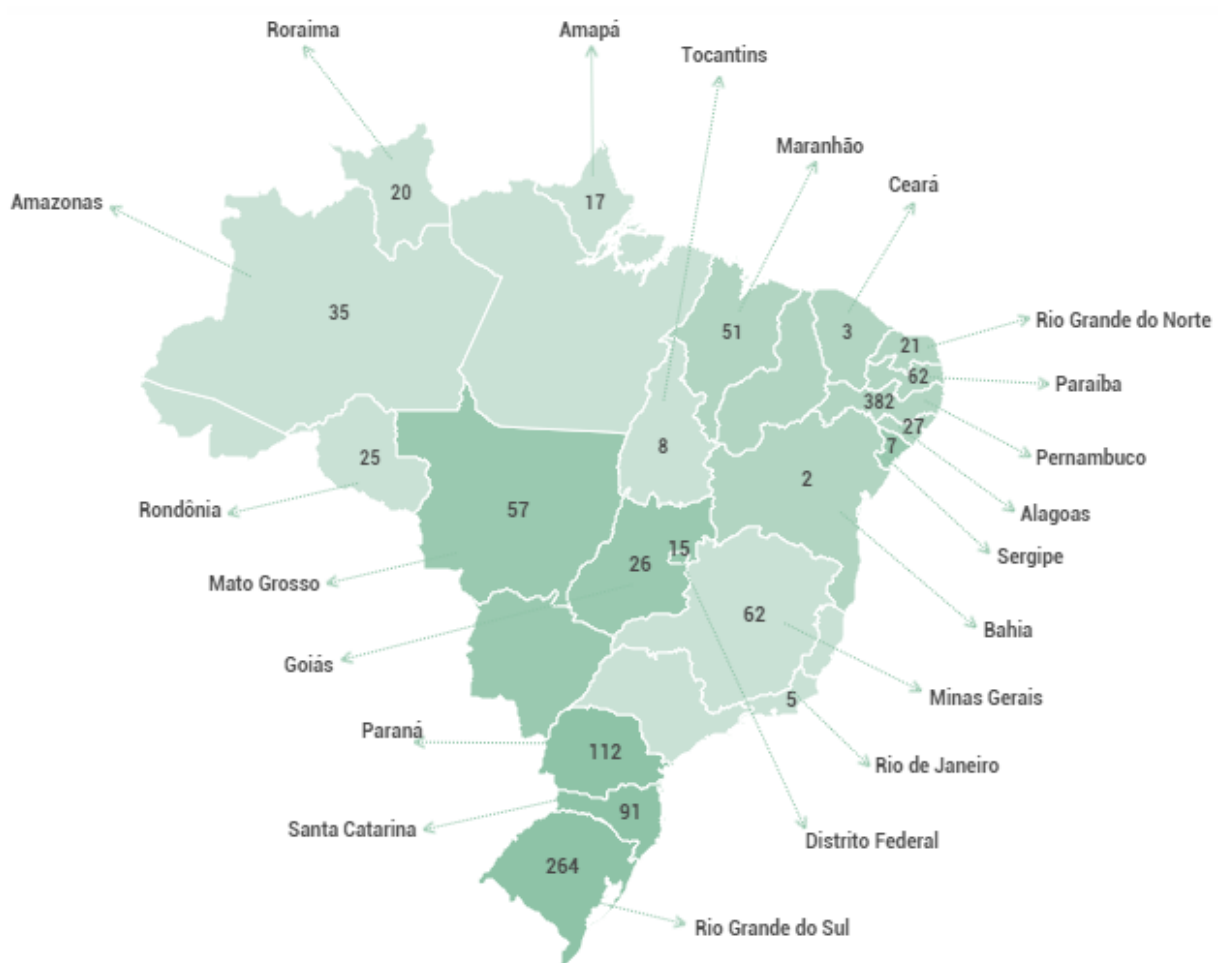 Roraima
Amapá
Tocantins
Maranhão
Ceará
Amazonas
20
17
35
51
3
Rio Grande do Norte
21
62
Paraíba
382
27
7
Pernambuco
25
8
2
Rondônia
57
Alagoas
15
Sergipe
26
Mato Grosso
62
Bahia
Goiás
5
Minas Gerais
Paraná
112
Rio de Janeiro
91
Santa Catarina
Distrito Federal
264
Rio Grande do Sul